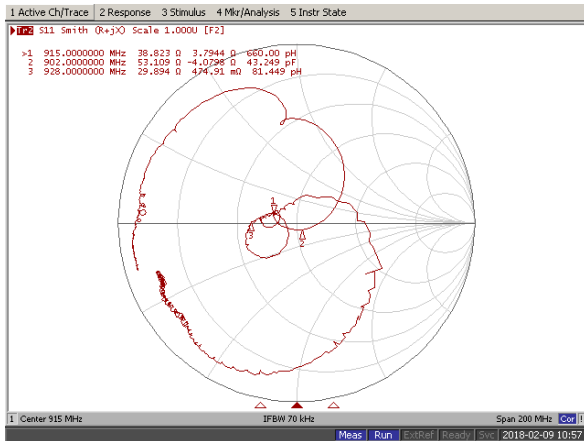 1 Active Ch/Trace 2 Response 3 Stimulus 4 Mkr/Analysis 5 Instr State
Tr2 S11 Smith (R+jX) Scale 1.000U [F2]
>1 915.0000000 MHz 38.823 Ω 3.7944 Ω 660.00 pH
2 902.0000000 MHz 53.109 Ω -4.0798 Ω 43.249 pF
3 928.0000000 MHz 29.894 Ω 474.91 mΩ 81.449 pH
1
3
2
1 Center 915 MHz IFBW 70 kHz Span 200 MHz Cor !
Meas Run ExtRef Ready Svc 2018-02-09 10:57